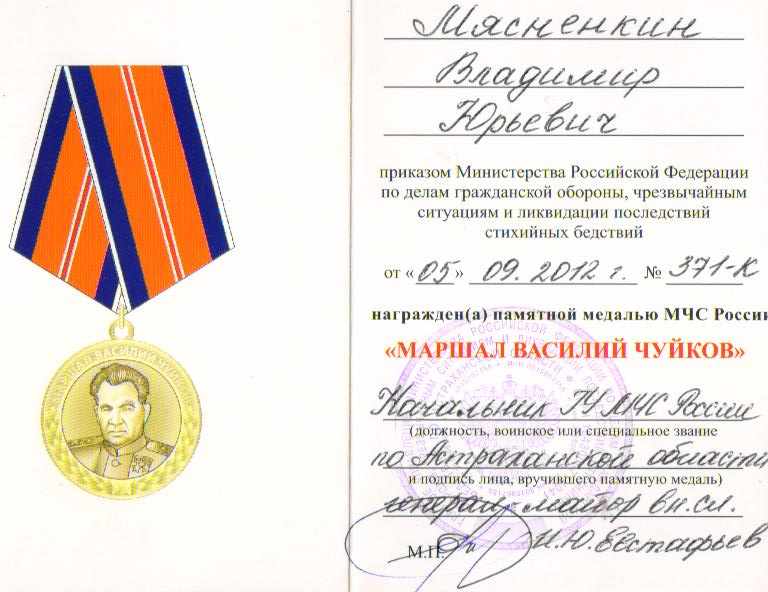 МАРШАЛ ВАСИЛИЙ ЧУЙКОВ
Мясненкин
Владимир
Юрьевич
приказом Министерства Российской Федерации
по делам гражданской обороны, чрезвычайным
ситуациям и ликвидации последствий
стихийных бедствий
от «05» 09. 2012 г. № 371-К
награжден(а) памятной медалью МЧС Росси
«МАРШАЛ ВАСИЛИЙ ЧУЙКОВ»
Начальник ГУ МЧС России
(должность, воинское или специальное звание
по Астраханской области
и подпись лица, вручившего памятную медаль)
генерал-майор вн.сл.
М.П. И.Ю. Евстафьев